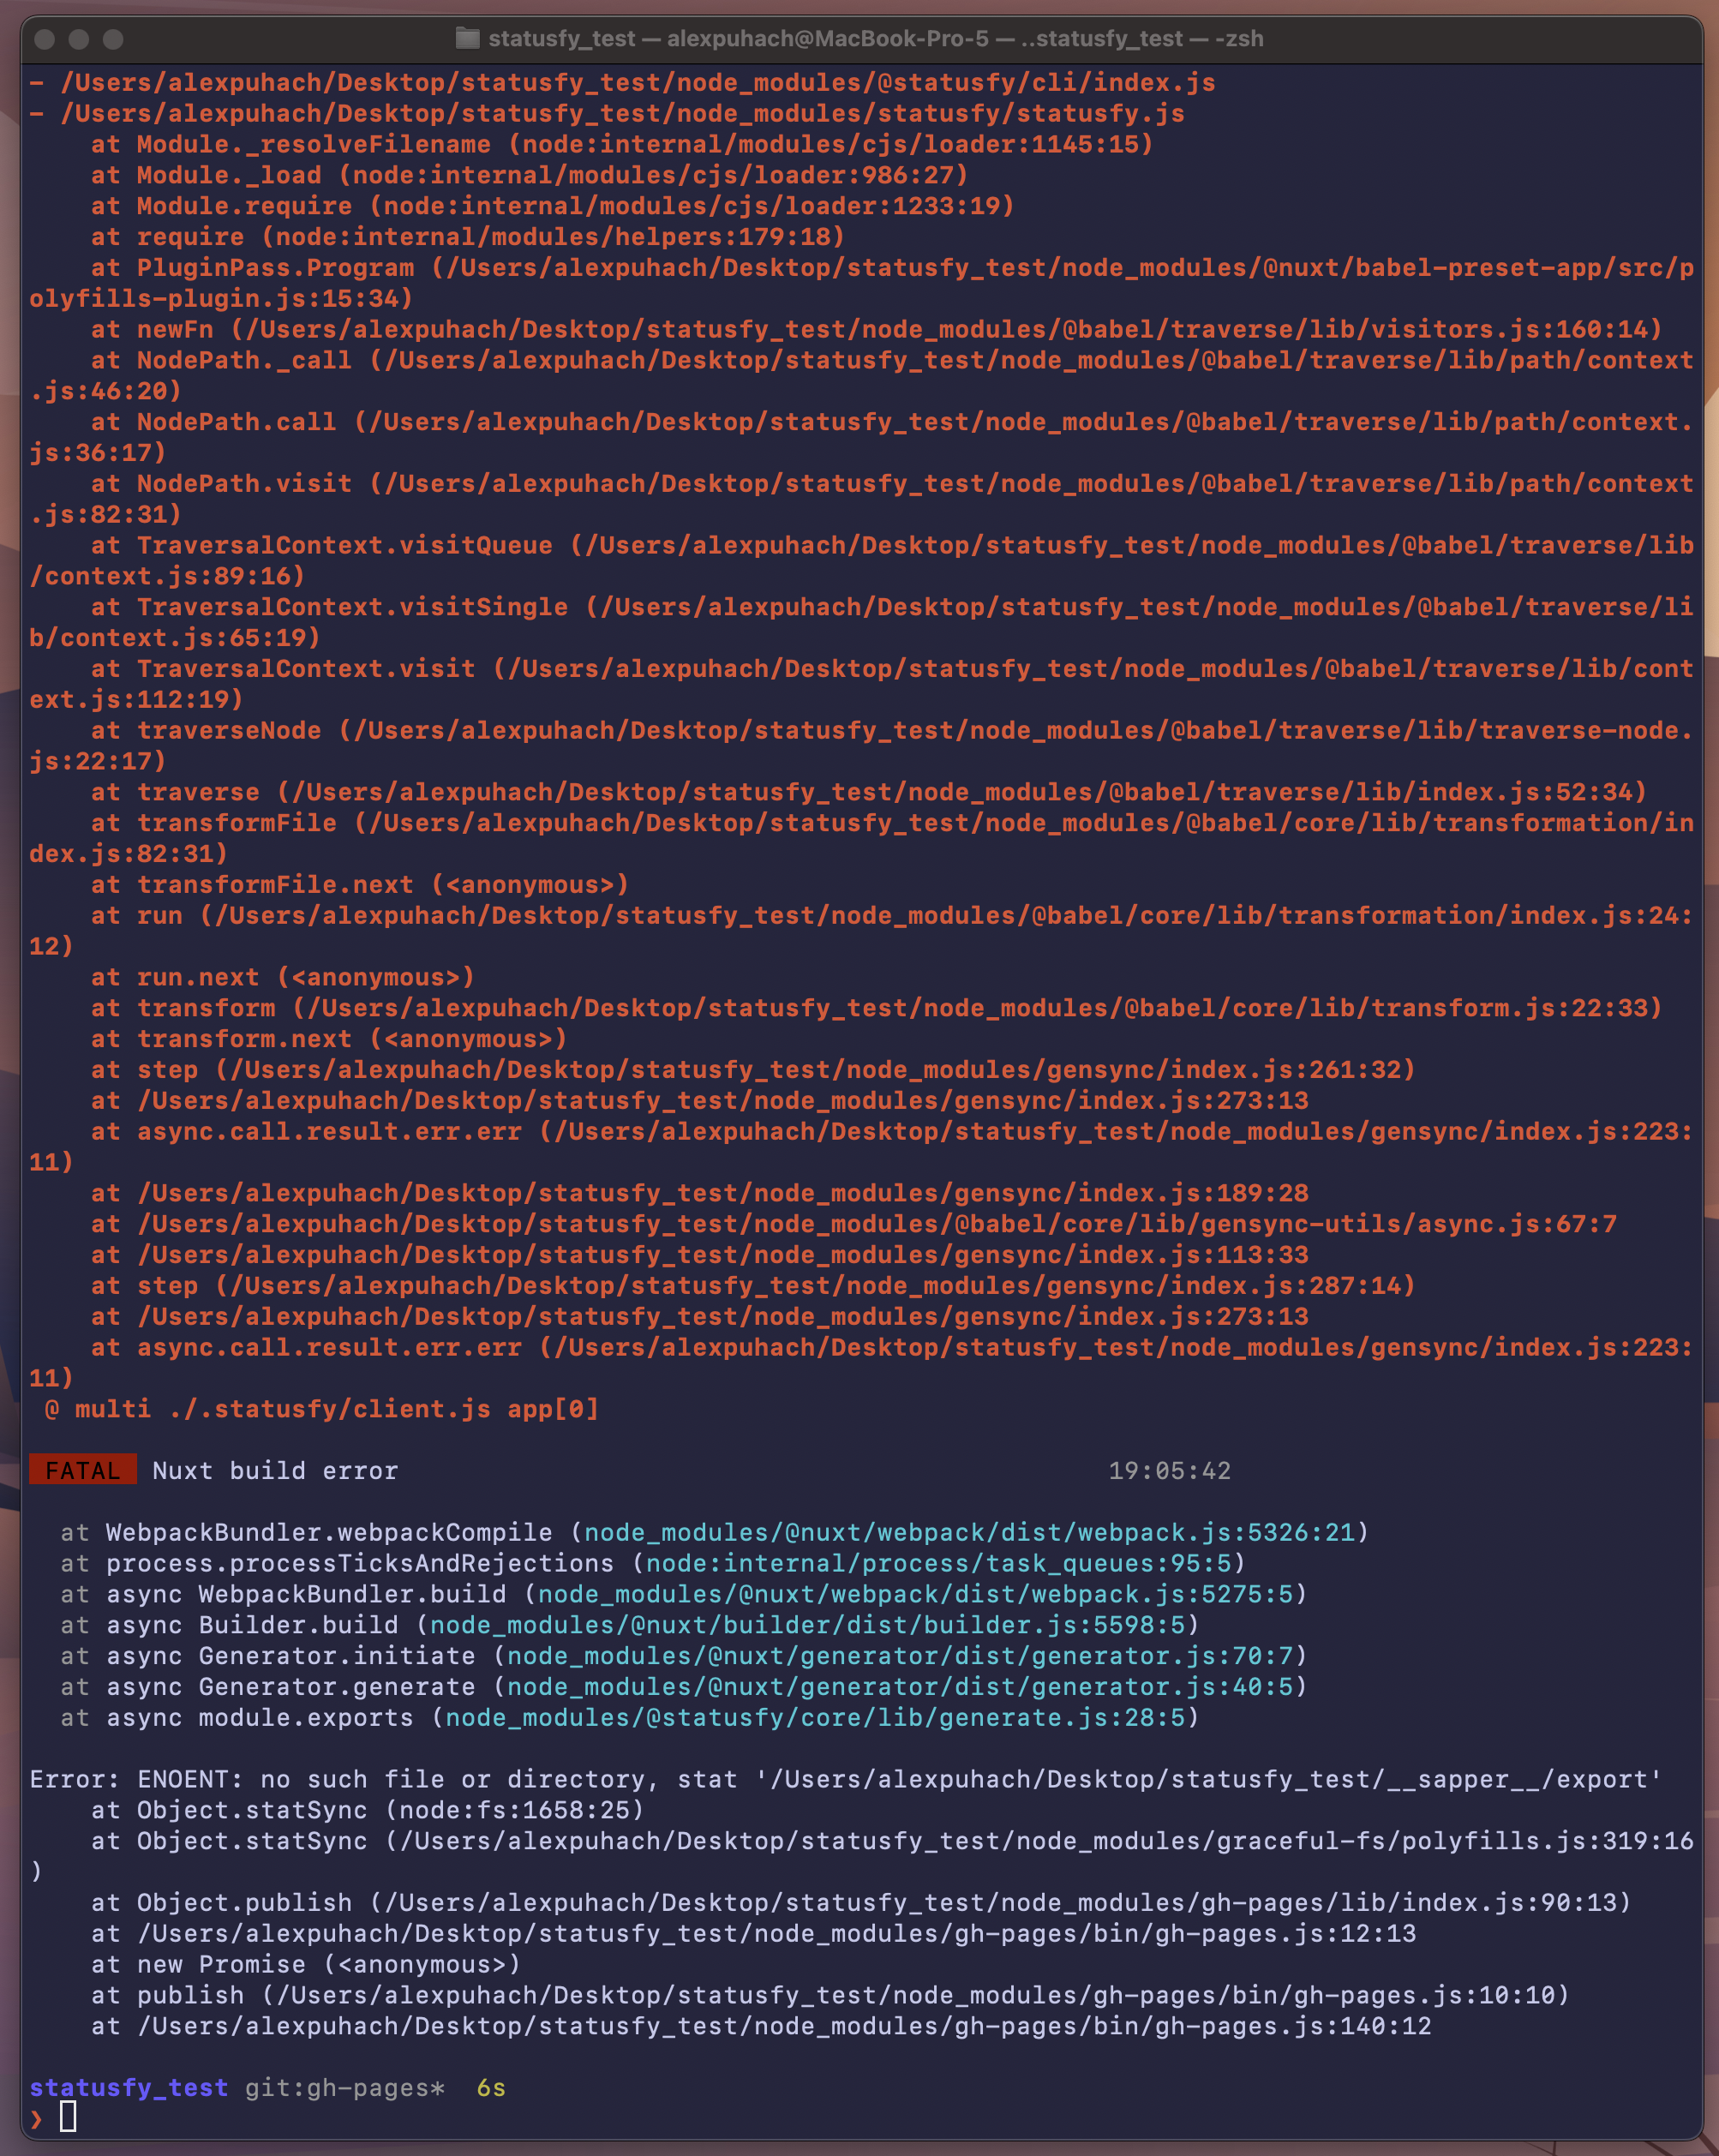 statusfy_test — alexpuhach@MacBook-Pro-5 — ..statusfy_test — -zsh
- /Users/alexpuhach/Desktop/statusfy_test/node_modules/@statusfy/cli/index.js
- /Users/alexpuhach/Desktop/statusfy_test/node_modules/statusfy/statusfy.js
    at Module._resolveFilename (node:internal/modules/cjs/loader:1145:15)
    at Module._load (node:internal/modules/cjs/loader:986:27)
    at Module.require (node:internal/modules/cjs/loader:1233:19)
    at require (node:internal/modules/helpers:179:18)
    at PluginPass.Program (/Users/alexpuhach/Desktop/statusfy_test/node_modules/@nuxt/babel-preset-app/src/p
olyfills-plugin.js:15:34)
    at newFn (/Users/alexpuhach/Desktop/statusfy_test/node_modules/@babel/traverse/lib/visitors.js:160:14)
    at NodePath._call (/Users/alexpuhach/Desktop/statusfy_test/node_modules/@babel/traverse/lib/path/context
.js:46:20)
    at NodePath.call (/Users/alexpuhach/Desktop/statusfy_test/node_modules/@babel/traverse/lib/path/context.
js:36:17)
    at NodePath.visit (/Users/alexpuhach/Desktop/statusfy_test/node_modules/@babel/traverse/lib/path/context
.js:82:31)
    at TraversalContext.visitQueue (/Users/alexpuhach/Desktop/statusfy_test/node_modules/@babel/traverse/lib
/context.js:89:16)
    at TraversalContext.visitSingle (/Users/alexpuhach/Desktop/statusfy_test/node_modules/@babel/traverse/li
b/context.js:65:19)
    at TraversalContext.visit (/Users/alexpuhach/Desktop/statusfy_test/node_modules/@babel/traverse/lib/cont
ext.js:112:19)
    at traverseNode (/Users/alexpuhach/Desktop/statusfy_test/node_modules/@babel/traverse/lib/traverse-node.
js:22:17)
    at traverse (/Users/alexpuhach/Desktop/statusfy_test/node_modules/@babel/traverse/lib/index.js:52:34)
    at transformFile (/Users/alexpuhach/Desktop/statusfy_test/node_modules/@babel/core/lib/transformation/in
dex.js:82:31)
    at transformFile.next (<anonymous>)
    at run (/Users/alexpuhach/Desktop/statusfy_test/node_modules/@babel/core/lib/transformation/index.js:24:
12)
    at run.next (<anonymous>)
    at transform (/Users/alexpuhach/Desktop/statusfy_test/node_modules/@babel/core/lib/transform.js:22:33)
    at transform.next (<anonymous>)
    at step (/Users/alexpuhach/Desktop/statusfy_test/node_modules/gensync/index.js:261:32)
    at /Users/alexpuhach/Desktop/statusfy_test/node_modules/gensync/index.js:273:13
    at async.call.result.err.err (/Users/alexpuhach/Desktop/statusfy_test/node_modules/gensync/index.js:223:
11)
    at /Users/alexpuhach/Desktop/statusfy_test/node_modules/gensync/index.js:189:28
    at /Users/alexpuhach/Desktop/statusfy_test/node_modules/@babel/core/lib/gensync-utils/async.js:67:7
    at /Users/alexpuhach/Desktop/statusfy_test/node_modules/gensync/index.js:113:33
    at step (/Users/alexpuhach/Desktop/statusfy_test/node_modules/gensync/index.js:287:14)
    at /Users/alexpuhach/Desktop/statusfy_test/node_modules/gensync/index.js:273:13
    at async.call.result.err.err (/Users/alexpuhach/Desktop/statusfy_test/node_modules/gensync/index.js:223:
11)
 @ multi ./.statusfy/client.js app[0]
 FATAL  Nuxt build error 19:05:42
  at WebpackBundler.webpackCompile (node_modules/@nuxt/webpack/dist/webpack.js:5326:21)
  at process.processTicksAndRejections (node:internal/process/task_queues:95:5)
  at async WebpackBundler.build (node_modules/@nuxt/webpack/dist/webpack.js:5275:5)
  at async Builder.build (node_modules/@nuxt/builder/dist/builder.js:5598:5)
  at async Generator.initiate (node_modules/@nuxt/generator/dist/generator.js:70:7)
  at async Generator.generate (node_modules/@nuxt/generator/dist/generator.js:40:5)
  at async module.exports (node_modules/@statusfy/core/lib/generate.js:28:5)
Error: ENOENT: no such file or directory, stat '/Users/alexpuhach/Desktop/statusfy_test/__sapper__/export'
    at Object.statSync (node:fs:1658:25)
    at Object.statSync (/Users/alexpuhach/Desktop/statusfy_test/node_modules/graceful-fs/polyfills.js:319:16
)
    at Object.publish (/Users/alexpuhach/Desktop/statusfy_test/node_modules/gh-pages/lib/index.js:90:13)
    at /Users/alexpuhach/Desktop/statusfy_test/node_modules/gh-pages/bin/gh-pages.js:12:13
    at new Promise (<anonymous>)
    at publish (/Users/alexpuhach/Desktop/statusfy_test/node_modules/gh-pages/bin/gh-pages.js:10:10)
    at /Users/alexpuhach/Desktop/statusfy_test/node_modules/gh-pages/bin/gh-pages.js:140:12
statusfy_test git:gh-pages*  6s
❯